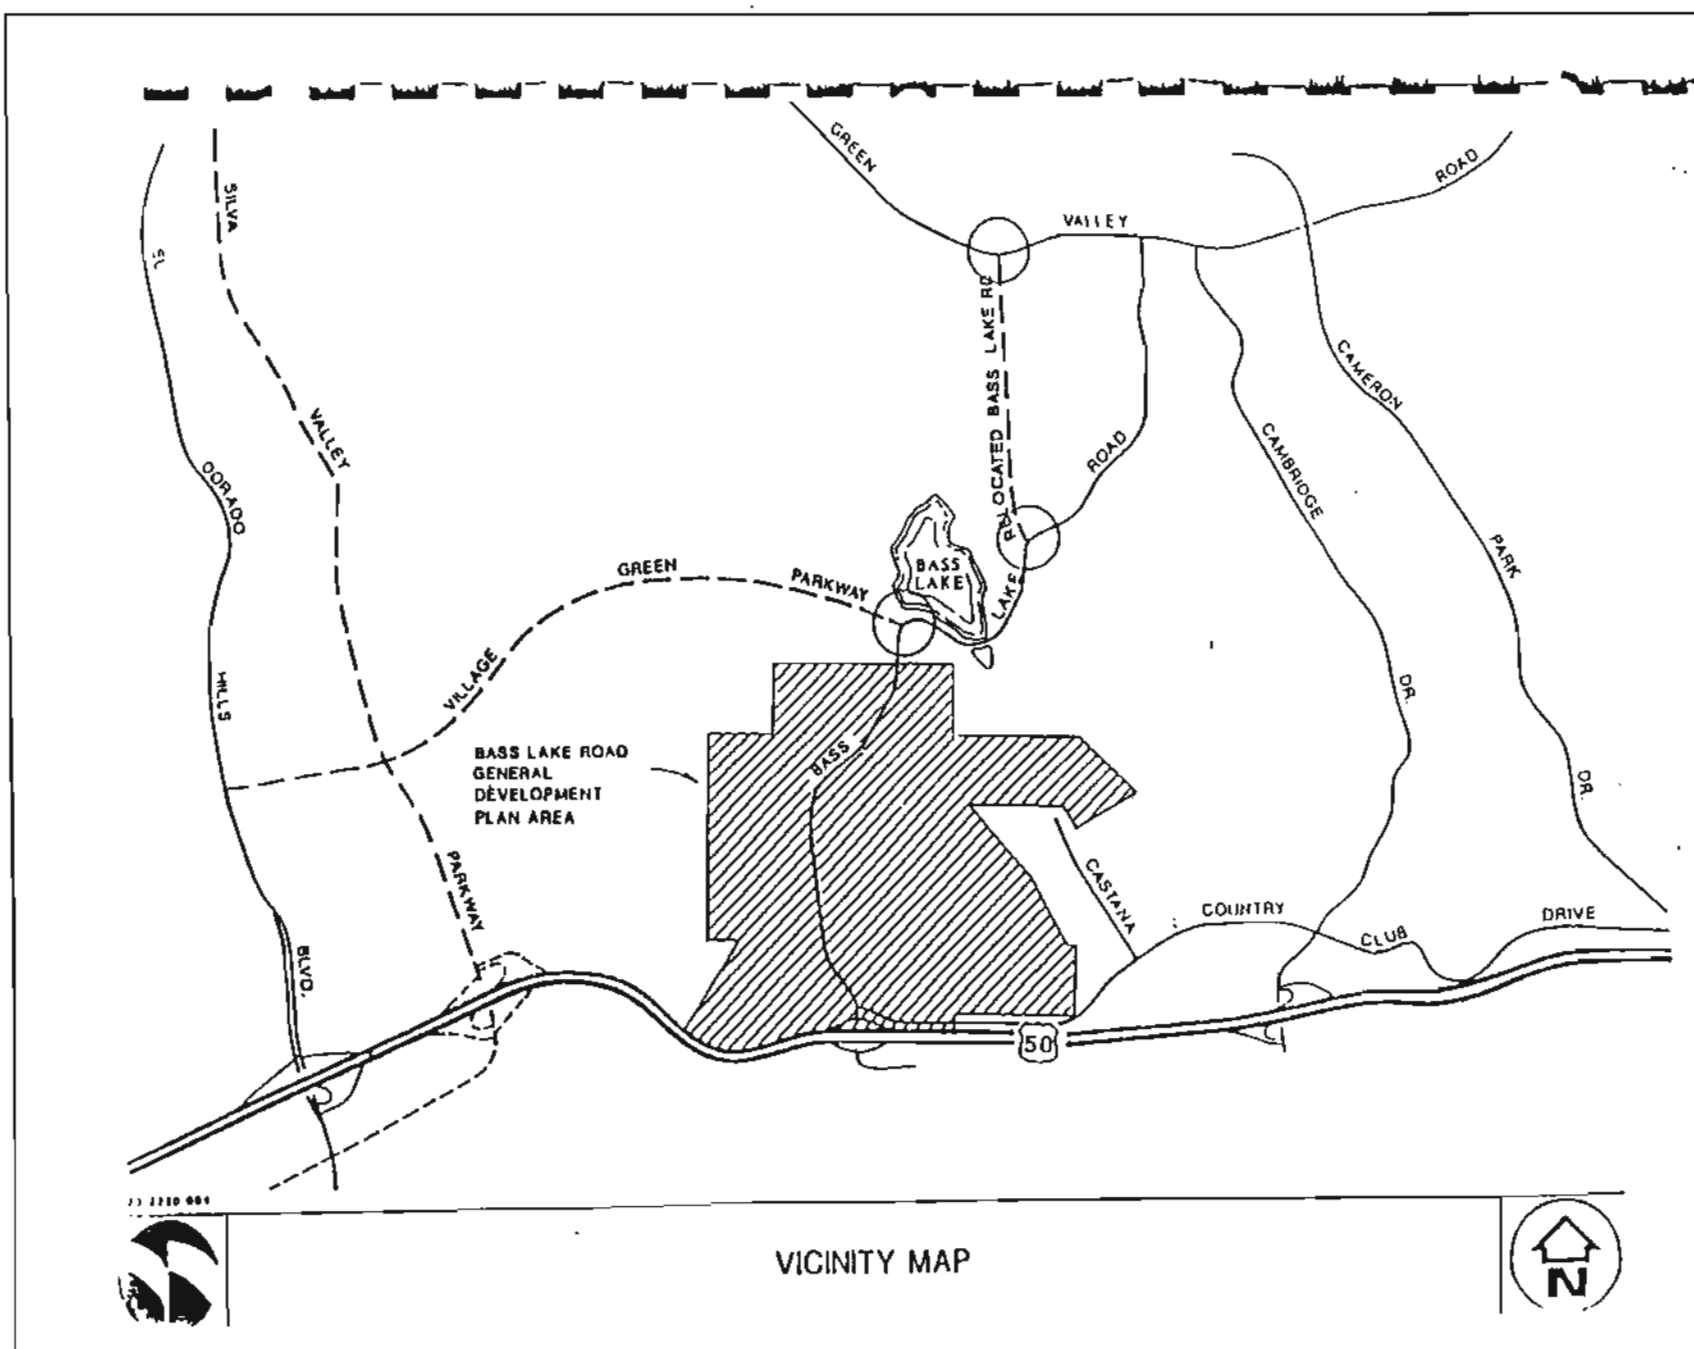 GREEN
VALLEY
ROAD
SILVA
VALLEY
PARKWAY
EL
DORADO
HILLS
BLVD.
RELOCATED BASS LAKE RD
ROAD
LAKE
BASS
CAMERON
PARK
DR.
CAMBRIDGE
DR.
BASS
LAKE
VILLAGE
GREEN
PARKWAY
BASS LAKE ROAD
GENERAL
DEVELOPMENT
PLAN AREA
CASTANA
COUNTRY
CLUB
DRIVE
50
VICINITY MAP
N